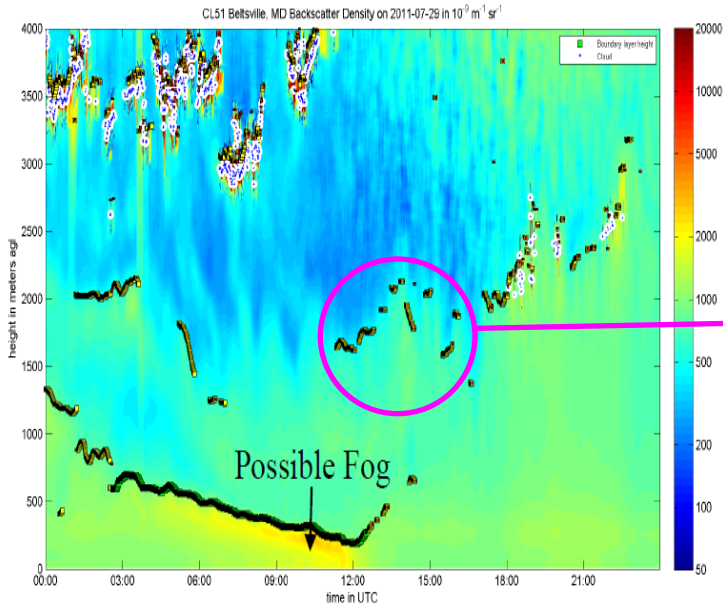 CL51 Beltsville, MD Backscatter Density on 2011-07-29 in 10⁻⁹ m⁻¹ sr⁻¹
Boundary layer height
Cloud
4000
3500
3000
2500
2000
1500
1000
500
0
height in meters agl
Possible Fog
00:00 03:00 06:00 09:00 12:00 15:00 18:00 21:00
time in UTC
20000
10000
5000
2000
1000
500
200
100
50